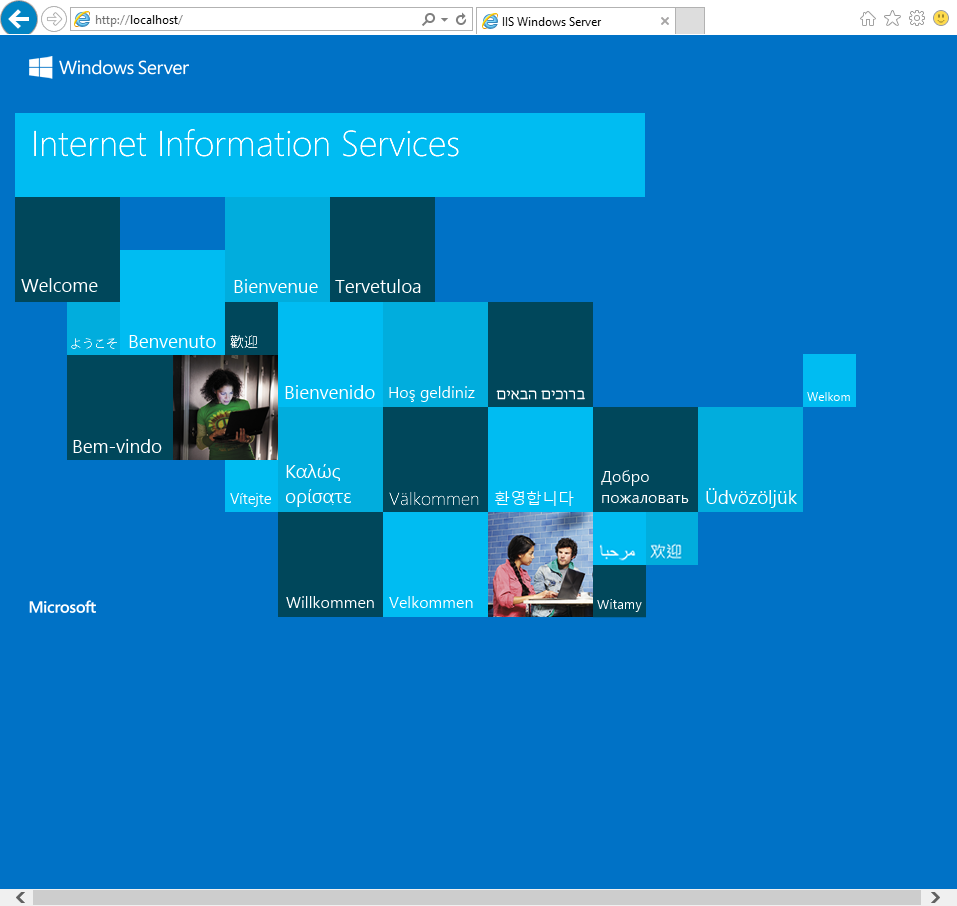 http://localhost/
IIS Windows Server
Windows Server
Internet Information Services
Welcome
Bienvenue
Tervetuloa
ようこそ
Benvenuto
歡迎
Bienvenido
Hoş geldiniz
ברוכים הבאים
Welkom
Bem-vindo
Vítejte
Καλώς
ορίσατε
Välkommen
환영합니다
Добро
пожаловать
Üdvözöljük
Willkommen
Velkommen
مرحبا
欢迎
Witamy
Microsoft